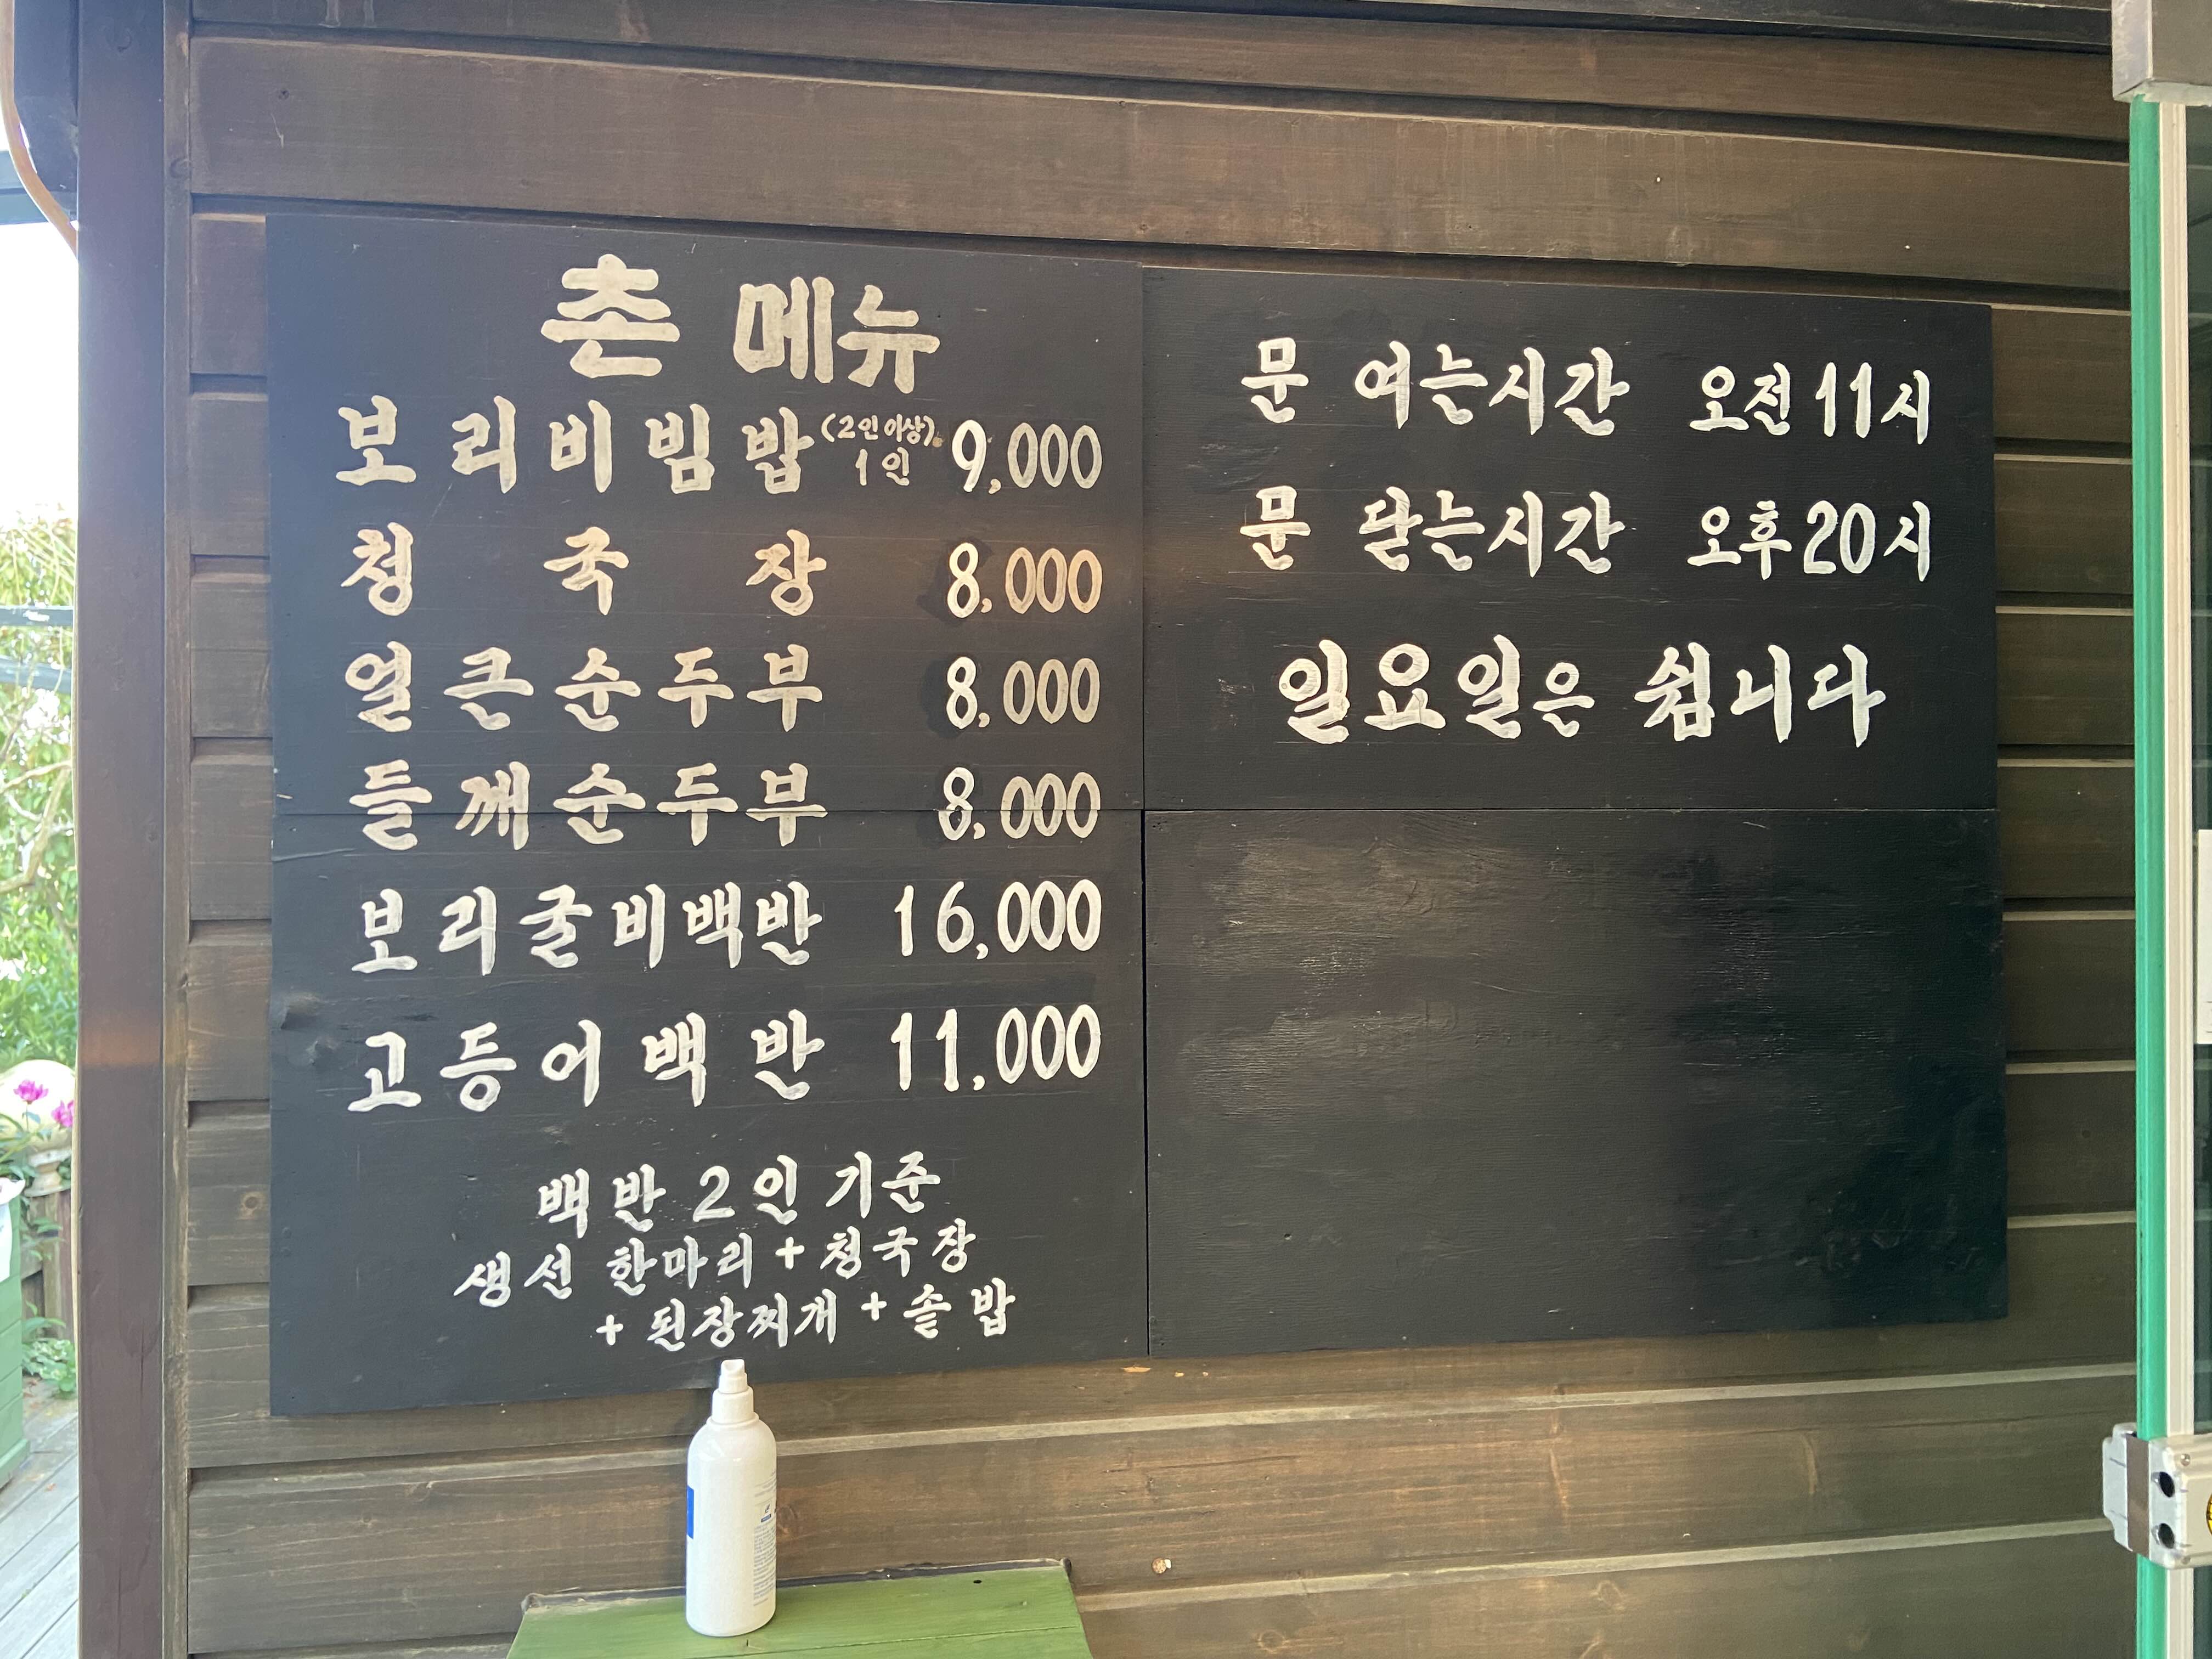 촌 메뉴
보리비빔밥 (2인이상) 1인 9,000
청국장 8,000
얼큰순두부 8,000
들깨순두부 8,000
보리굴비백반 16,000
고등어백반 11,000
백반 2인 기준
생선 한마리 + 청국장
+ 된장찌개 + 솥밥
문 여는시간 오전 11시
문 닫는시간 오후 20시
일요일은 쉽니다